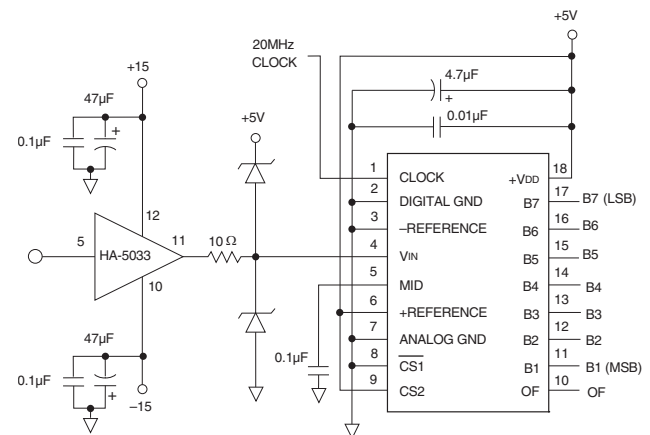 +5V
20MHz
CLOCK
+15
47µF
0.1µF
+
4.7µF
+
+5V
0.01µF
1 CLOCK +VDD 18
2 DIGITAL GND B7 17 B7 (LSB)
3 –REFERENCE B6 16 B6
4 VIN B5 15 B5
5 MID B4 14 B4
6 +REFERENCE B3 13 B3
7 ANALOG GND B2 12 B2
8 CS1 B1 11 B1 (MSB)
9 CS2 OF 10 OF
12
5 HA-5033 11 10 Ω
10
47µF
0.1µF
+
–15
0.1µF